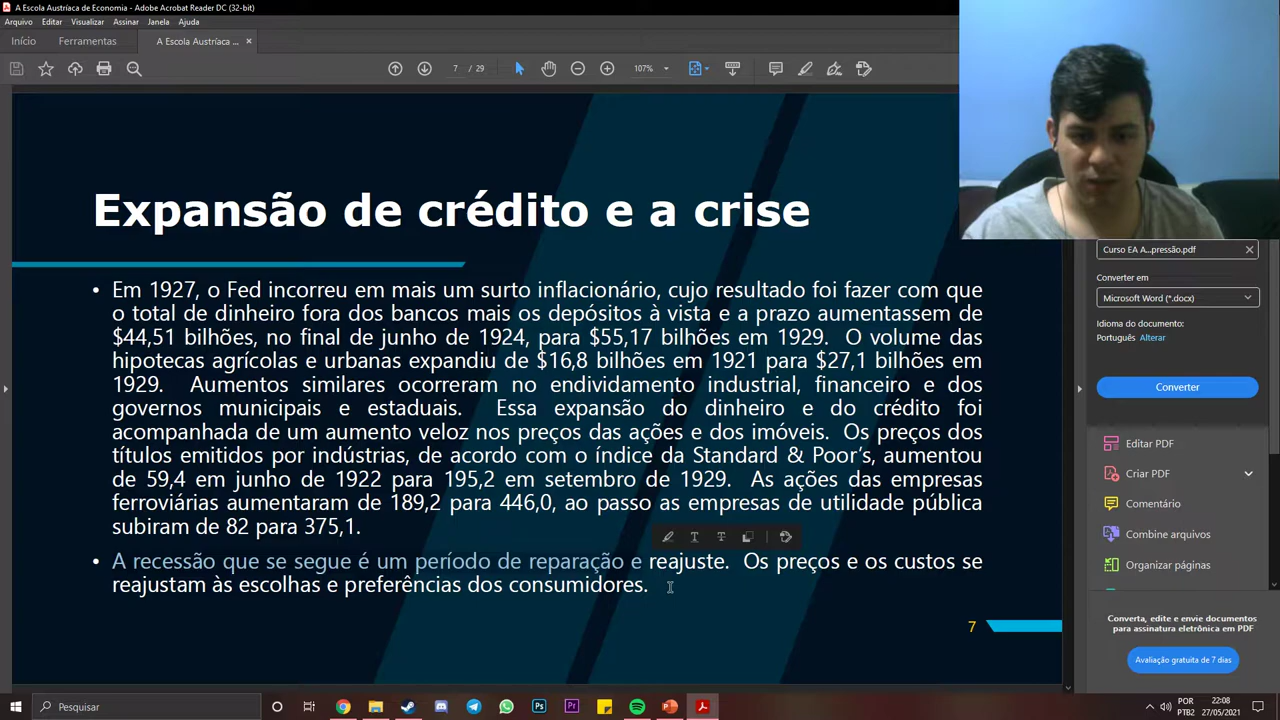 A Escola Austríaca de Economia - Adobe Acrobat Reader DC (32-bit)
Arquivo Editar Visualizar Assinar Janela Ajuda
Início Ferramentas A Escola Austríaca ... ×
7 / 29 107%
Expansão de crédito e a crise
• Em 1927, o Fed incorreu em mais um surto inflacionário, cujo resultado foi fazer com que
o total de dinheiro fora dos bancos mais os depósitos à vista e a prazo aumentassem de
$44,51 bilhões, no final de junho de 1924, para $55,17 bilhões em 1929. O volume das
hipotecas agrícolas e urbanas expandiu de $16,8 bilhões em 1921 para $27,1 bilhões em
1929. Aumentos similares ocorreram no endividamento industrial, financeiro e dos
governos municipais e estaduais. Essa expansão do dinheiro e do crédito foi
acompanhada de um aumento veloz nos preços das ações e dos imóveis. Os preços dos
títulos emitidos por indústrias, de acordo com o índice da Standard & Poor’s, aumentou
de 59,4 em junho de 1922 para 195,2 em setembro de 1929. As ações das empresas
ferroviárias aumentaram de 189,2 para 446,0, ao passo as empresas de utilidade pública
subiram de 82 para 375,1.
• A recessão que se segue é um período de reparação e reajuste. Os preços e os custos se
reajustam às escolhas e preferências dos consumidores.
7
Curso EA A...pressão.pdf
Converter em
Microsoft Word (*.docx)
Idioma do documento:
Português Alterar
Converter
Editar PDF
Criar PDF
Comentário
Combine arquivos
Organizar páginas
Converta, edite e envie documentos
para assinatura eletrônica em PDF
Avaliação gratuita de 7 dias
Pesquisar
POR
PTB2
22:08
27/05/2021